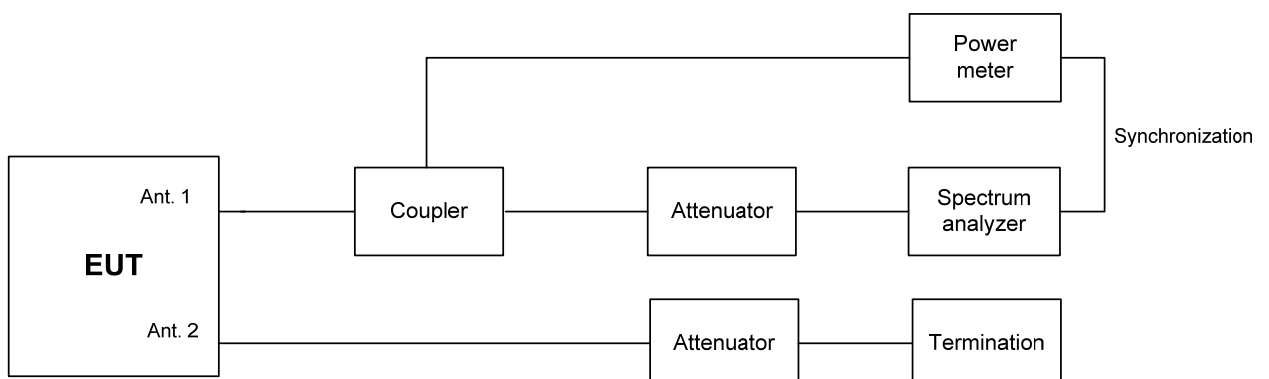 Power
meter
Synchronization
Ant. 1
Coupler
Attenuator
Spectrum
analyzer
EUT
Ant. 2
Attenuator
Termination